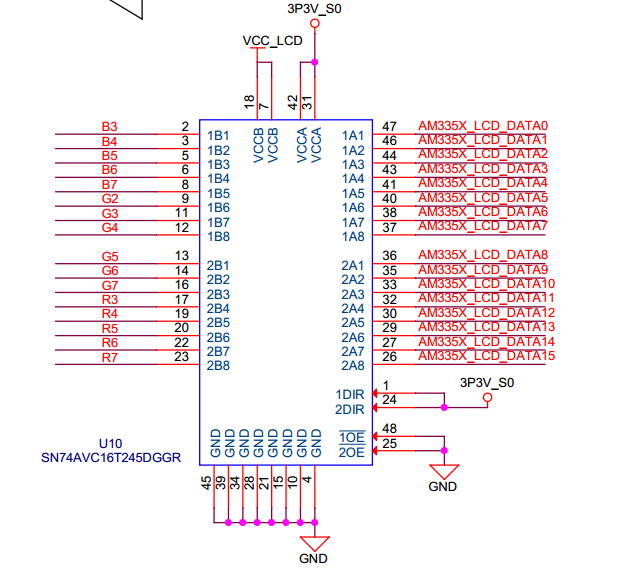 3P3V_S0
VCC_LCD
18 7 42 31
VCCB VCCB VCCA VCCA
B3 2 1B1 1A1 47 AM335X_LCD_DATA0
B4 3 1B2 1A2 46 AM335X_LCD_DATA1
B5 5 1B3 1A3 44 AM335X_LCD_DATA2
B6 6 1B4 1A4 43 AM335X_LCD_DATA3
B7 8 1B5 1A5 41 AM335X_LCD_DATA4
G2 9 1B6 1A6 40 AM335X_LCD_DATA5
G3 11 1B7 1A7 38 AM335X_LCD_DATA6
G4 12 1B8 1A8 37 AM335X_LCD_DATA7
G5 13 2B1 2A1 36 AM335X_LCD_DATA8
G6 14 2B2 2A2 35 AM335X_LCD_DATA9
G7 16 2B3 2A3 33 AM335X_LCD_DATA10
R3 17 2B4 2A4 32 AM335X_LCD_DATA11
R4 19 2B5 2A5 30 AM335X_LCD_DATA12
R5 20 2B6 2A6 29 AM335X_LCD_DATA13
R6 22 2B7 2A7 27 AM335X_LCD_DATA14
R7 23 2B8 2A8 26 AM335X_LCD_DATA15
1DIR 1 3P3V_S0
2DIR 24
1OE 48
2OE 25
GND
U10
SN74AVC16T245DGGR
GND GND GND GND GND GND GND GND
45 39 34 28 21 15 10 4
GND